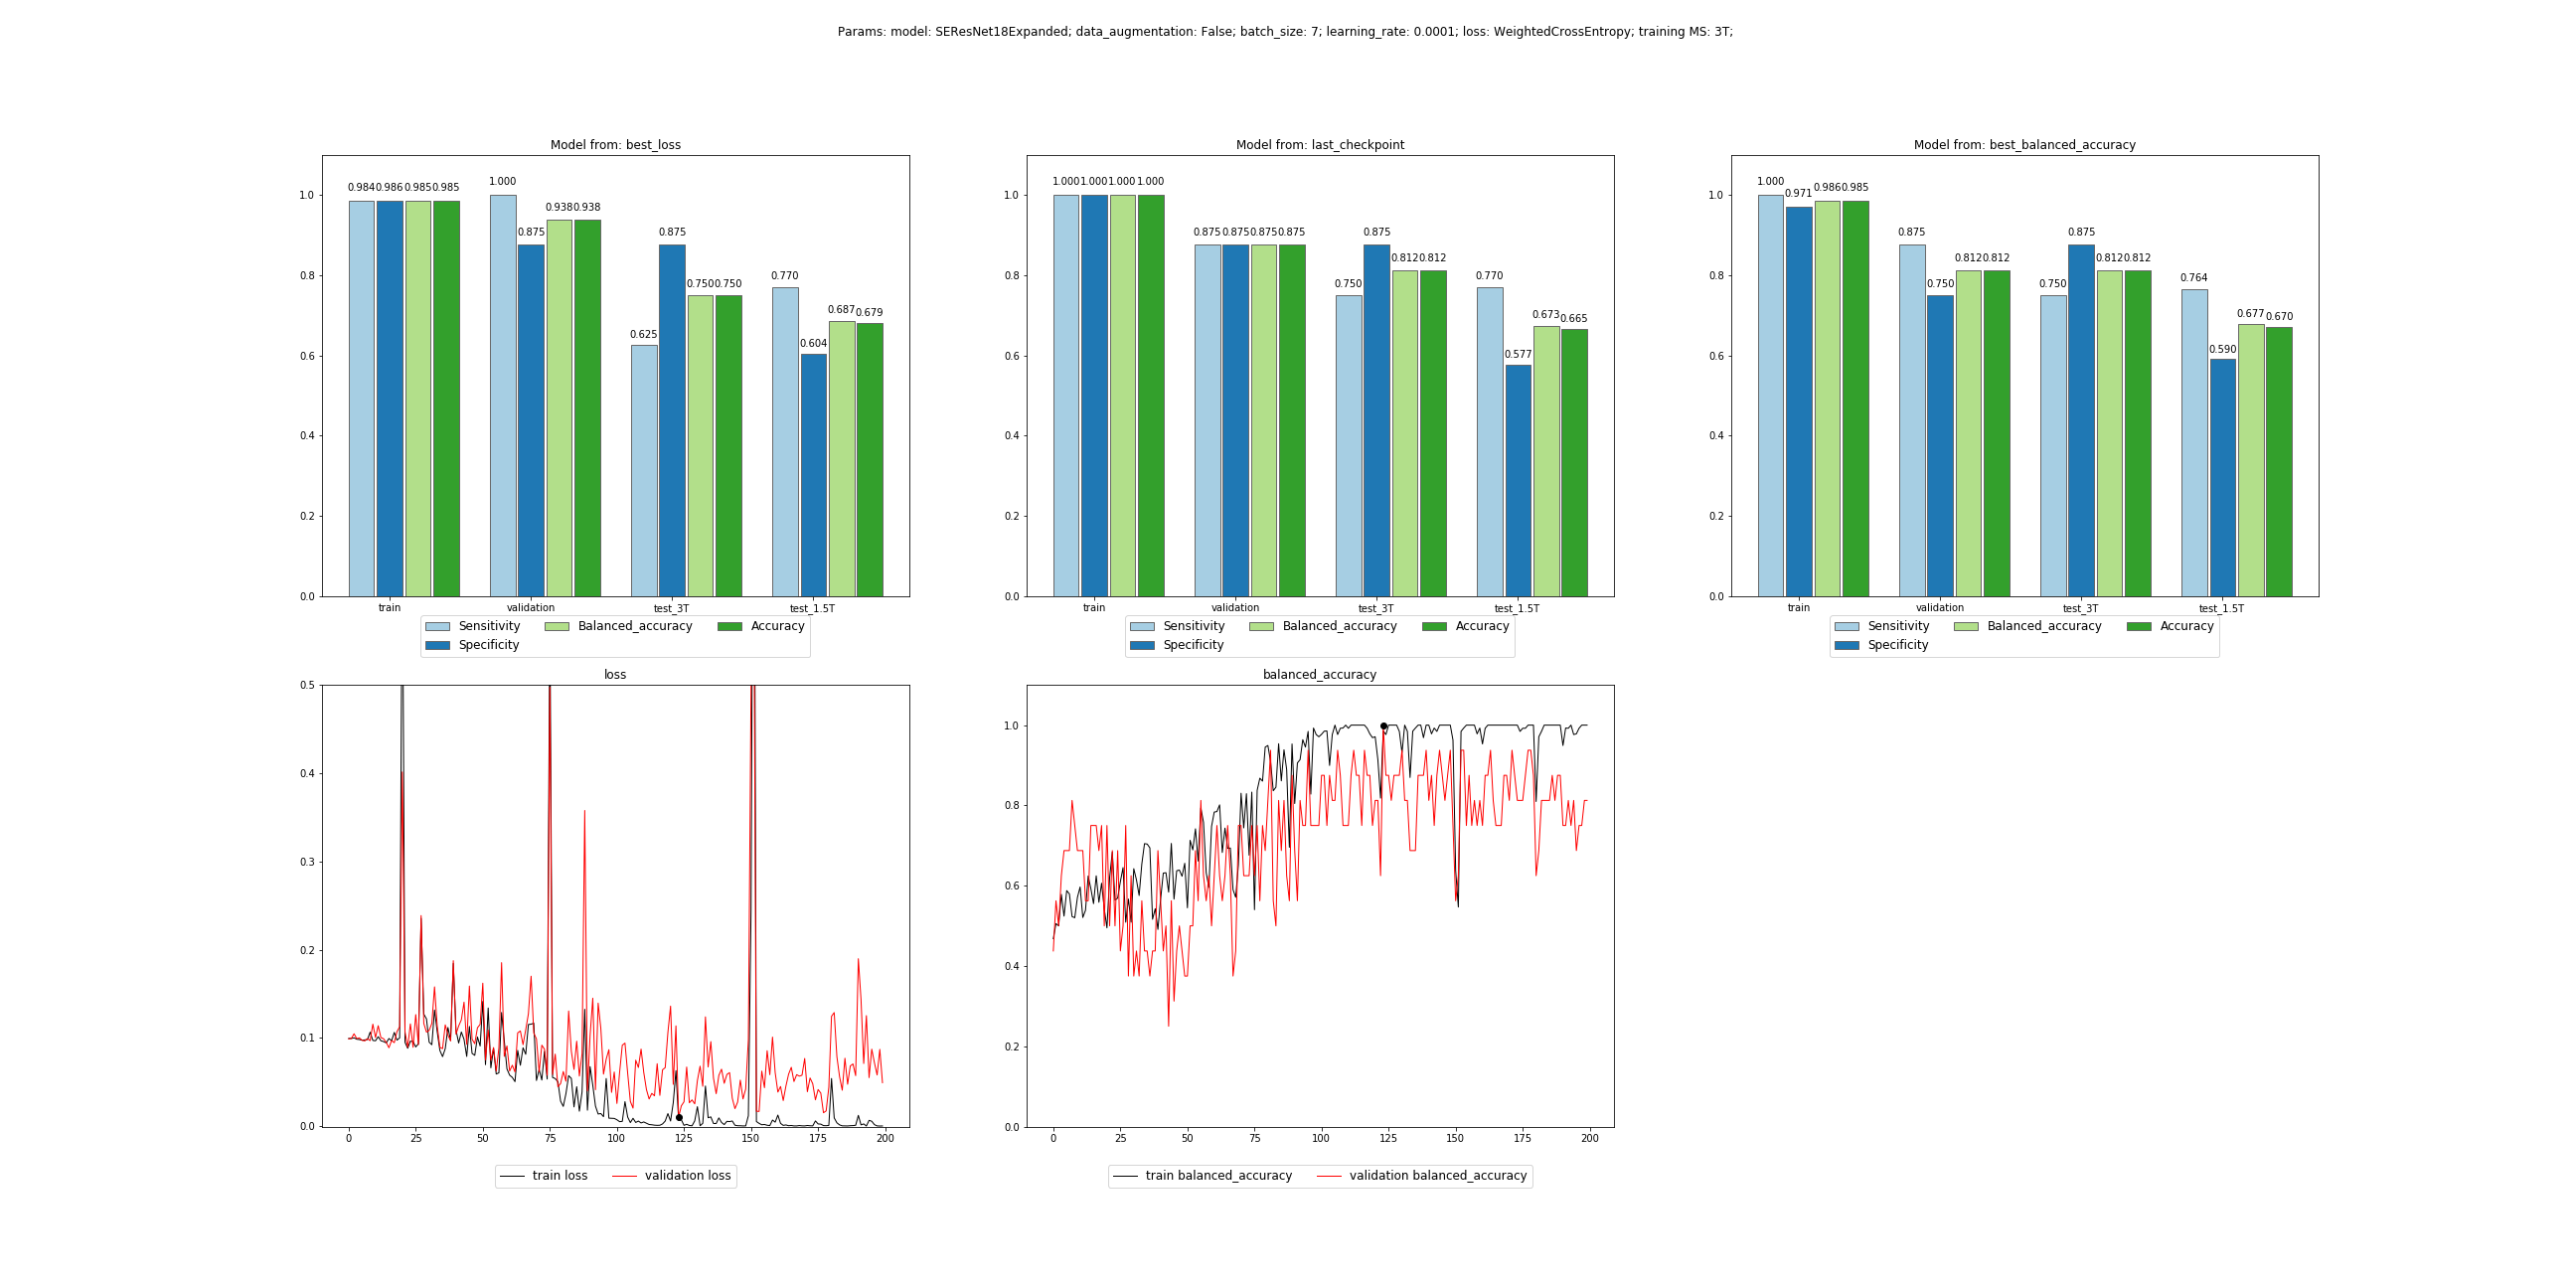 Params: model: SEResNet18Expanded; data_augmentation: False; batch_size: 7; learning_rate: 0.0001; loss: WeightedCrossEntropy; training MS: 3T;
Model from: best_loss
1.0
0.8
0.6
0.4
0.2
0.0
0.984 0.986 0.985 0.985
1.000 0.875 0.938 0.938
0.625 0.875 0.750 0.750
0.770 0.604 0.687 0.679
train validation test_3T test_1.5T
Sensitivity Balanced_accuracy Accuracy
Specificity
Model from: last_checkpoint
1.0
0.8
0.6
0.4
0.2
0.0
1.000 1.000 1.000 1.000
0.875 0.875 0.875 0.875
0.750 0.875 0.812 0.812
0.770 0.577 0.673 0.665
train validation test_3T test_1.5T
Sensitivity Balanced_accuracy Accuracy
Specificity
Model from: best_balanced_accuracy
1.0
0.8
0.6
0.4
0.2
0.0
1.000 0.971 0.986 0.985
0.875 0.750 0.812 0.812
0.750 0.875 0.812 0.812
0.764 0.590 0.677 0.670
train validation test_3T test_1.5T
Sensitivity Balanced_accuracy Accuracy
Specificity
loss
0.5
0.4
0.3
0.2
0.1
0.0
0 25 50 75 100 125 150 175 200
train loss validation loss
balanced_accuracy
1.0
0.8
0.6
0.4
0.2
0.0
0 25 50 75 100 125 150 175 200
train balanced_accuracy validation balanced_accuracy